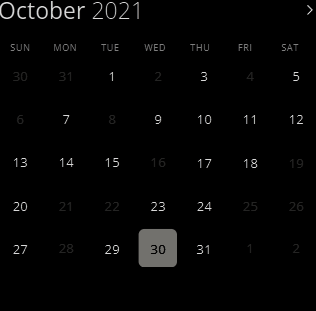 October 2021
SUN MON TUE WED THU FRI SAT
30 31 1 2 3 4 5
6 7 8 9 10 11 12
13 14 15 16 17 18 19
20 21 22 23 24 25 26
27 28 29 30 31 1 2